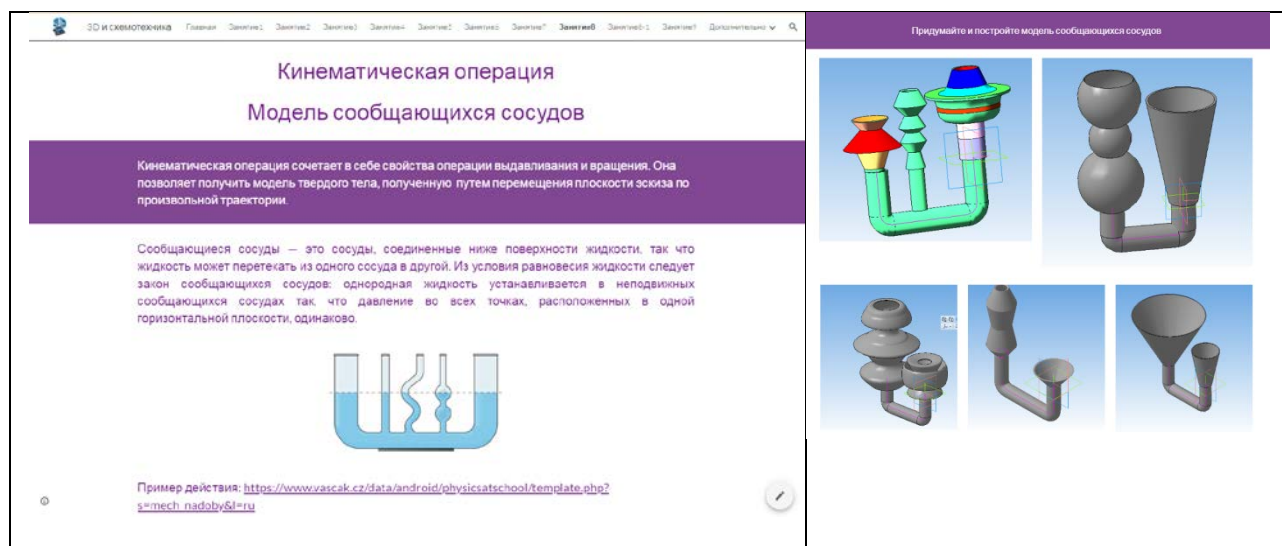 3D и схемотехника Главная Занятие1 Занятие2 Занятие3 Занятие4 Занятие5 Занятие6 Занятие7 Занятие8 Занятие8-1 Занятие9 Дополнительно
Кинематическая операция
Модель сообщающихся сосудов
Кинематическая операция сочетает в себе свойства операции выдавливания и вращения. Она
позволяет получить модель твердого тела, полученную путем перемещения плоскости эскиза по
произвольной траектории.
Сообщающиеся сосуды — это сосуды, соединенные ниже поверхности жидкости, так что
жидкость может перетекать из одного сосуда в другой. Из условия равновесия жидкости следует
закон сообщающихся сосудов: однородная жидкость устанавливается в неподвижных
сообщающихся сосудах так, что давление во всех точках, расположенных в одной
горизонтальной плоскости, одинаково.
Пример действия: https://www.vascak.cz/data/android/physicsatschool/template.php?
s=mech_nadoby&l=ru
Придумайте и постройте модель сообщающихся сосудов